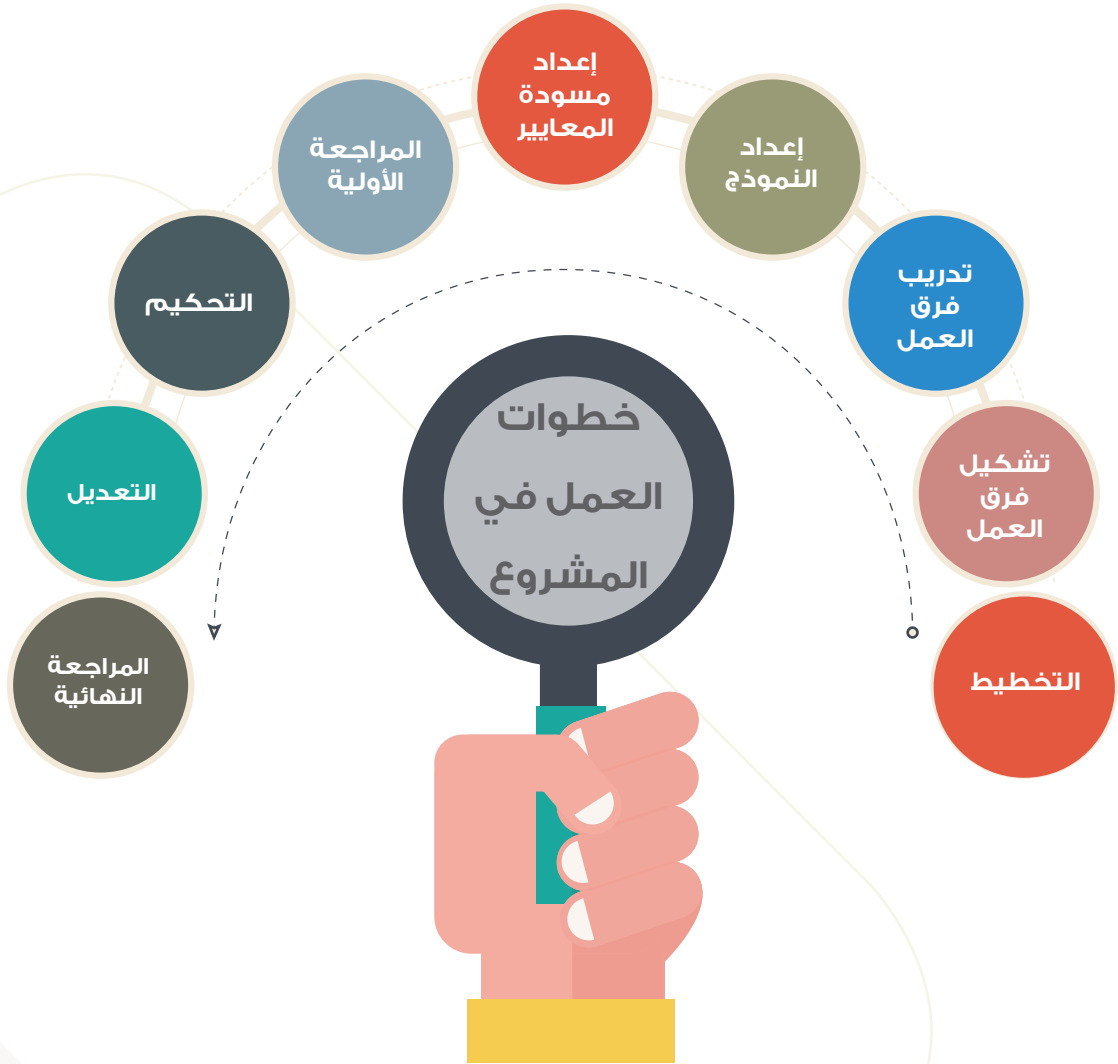 خطوات
العمل في
المشروع
التخطيط
تشكيل
فرق
العمل
تدريب
فرق
العمل
إعداد
النموذج
إعداد
مسودة
المعايير
المراجعة
الأولية
التحكيم
التعديل
المراجعة
النهائية